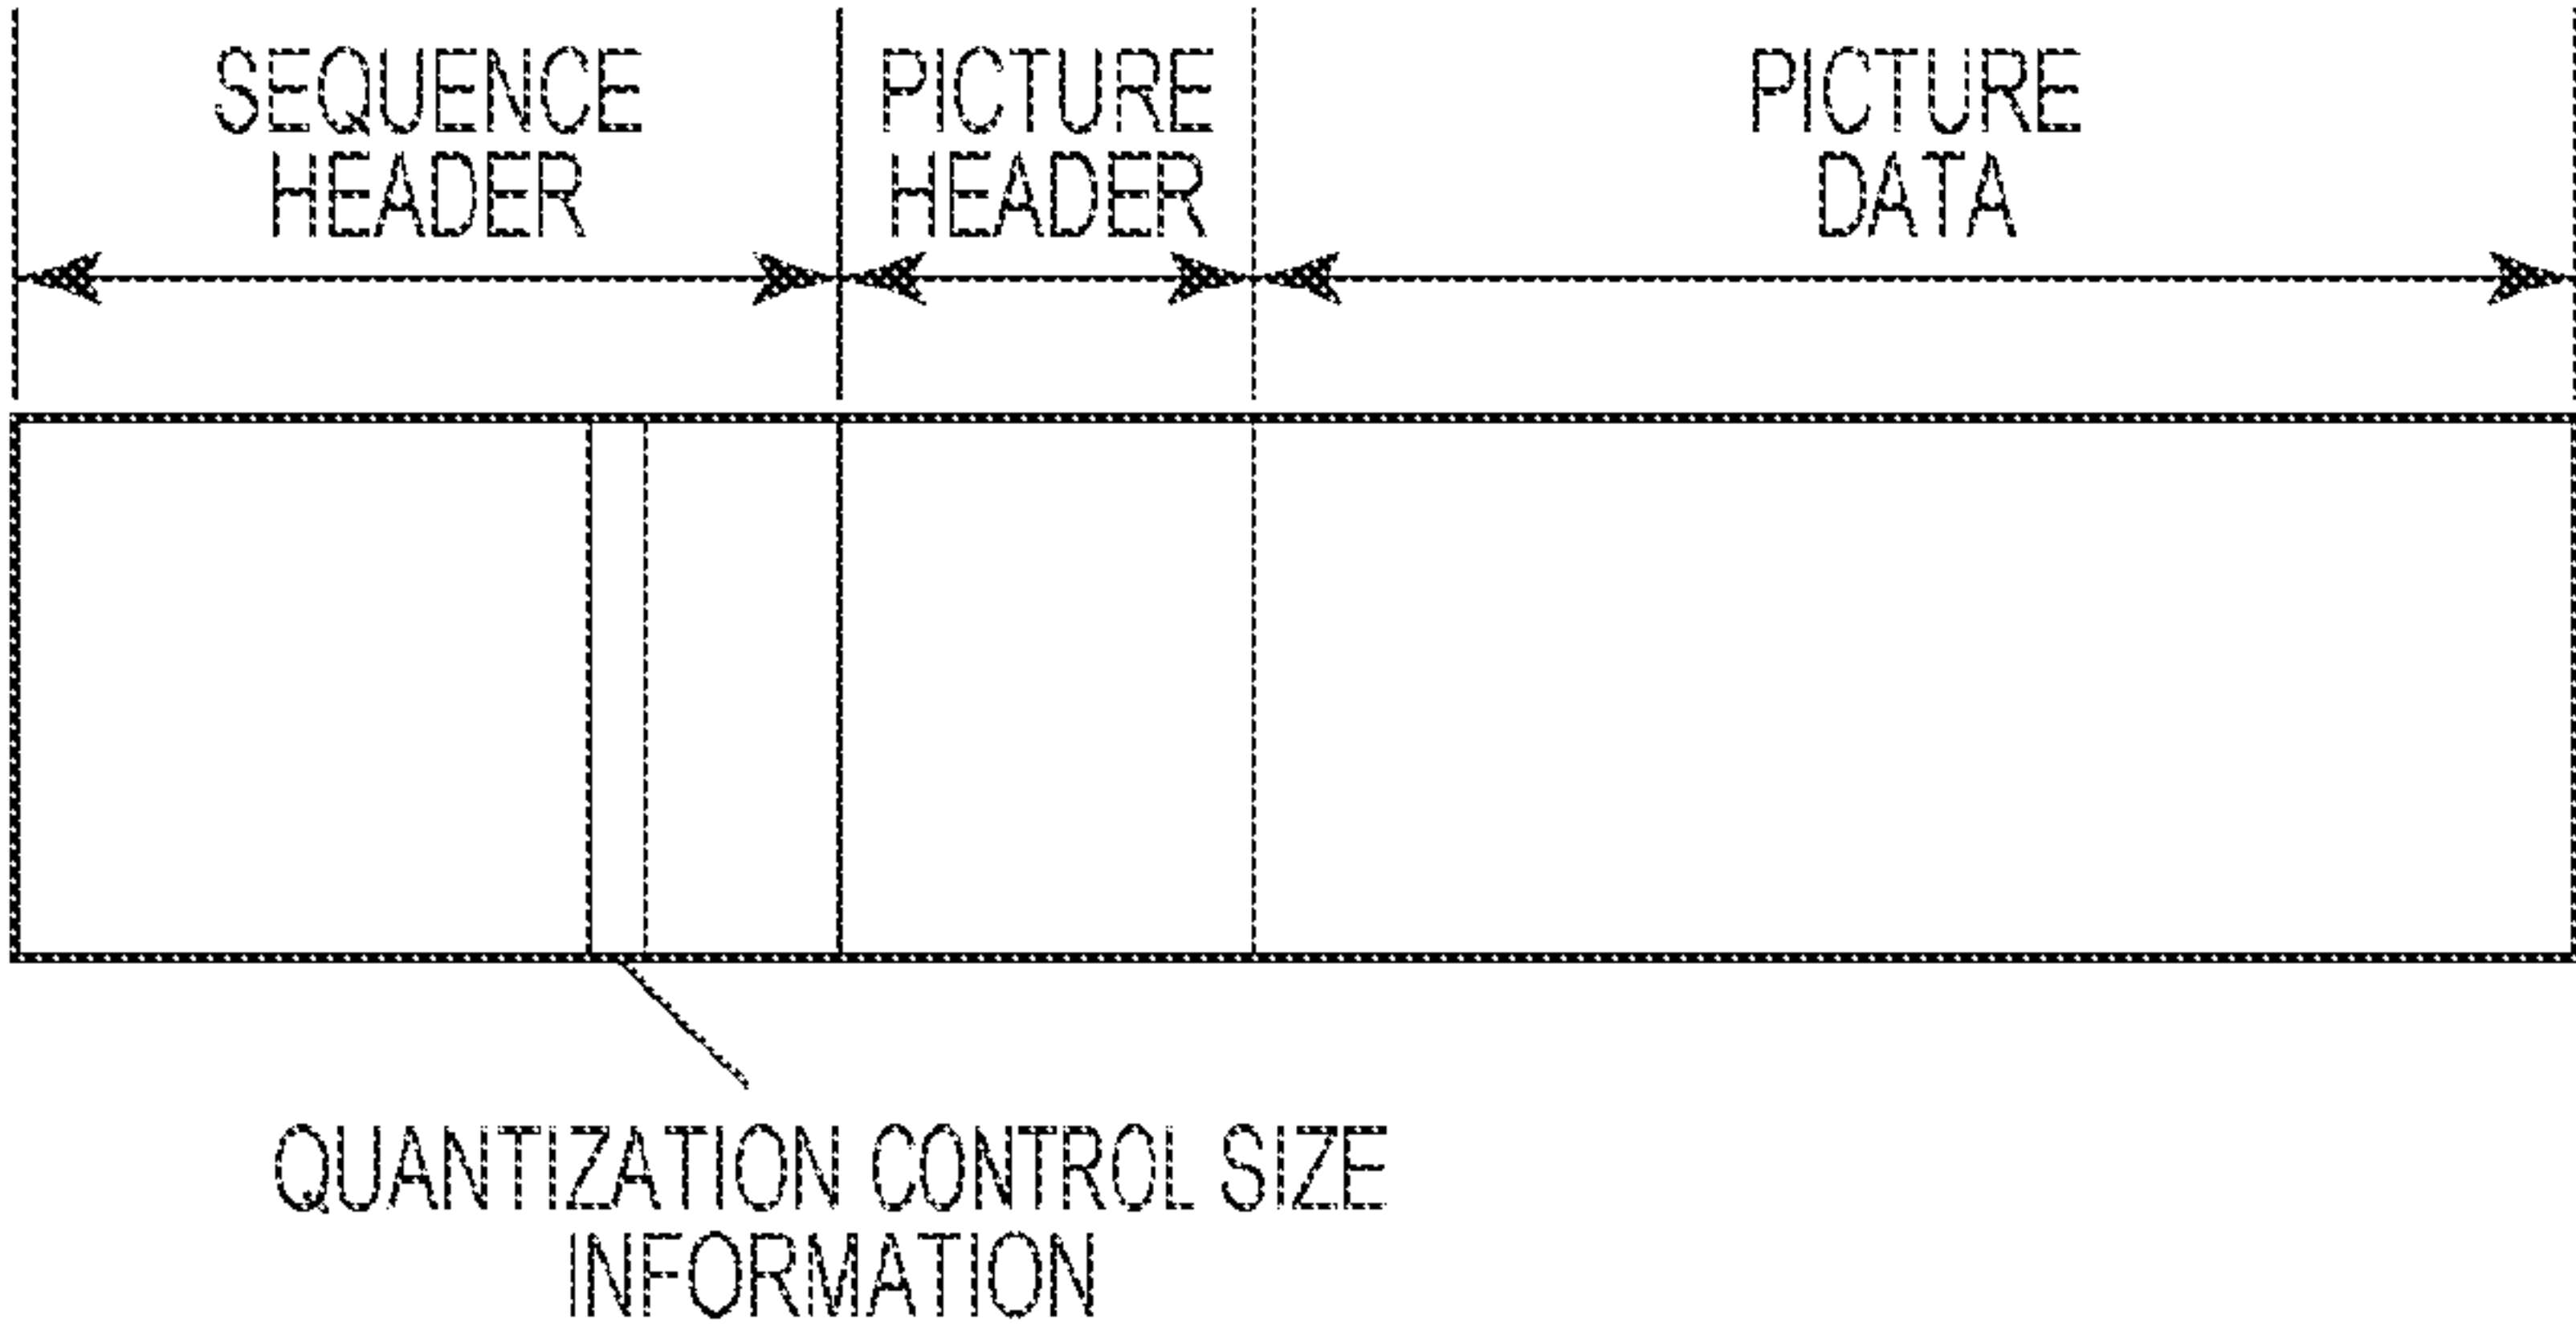 SEQUENCE
HEADER
PICTURE
HEADER
PICTURE
DATA
QUANTIZATION CONTROL SIZE
INFORMATION